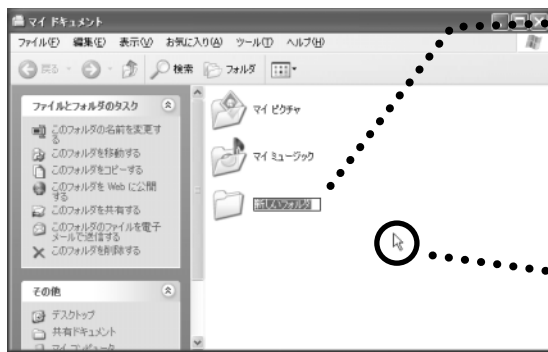 マイ ドキュメント
ファイル(F) 編集(E) 表示(V) お気に入り(A) ツール(T) ヘルプ(H)
戻る 検索 フォルダ
ファイルとフォルダのタスク
このフォルダの名前を変更す
る
このフォルダを移動する
このフォルダをコピーする
このフォルダを Web に公開
する
このフォルダを共有する
このフォルダのファイルを電子
メールで送信する
このフォルダを削除する
その他
デスクトップ
共有ドキュメント
マイ コンピュータ
マイ ピクチャ
マイ ミュージック
新しいフォルダ